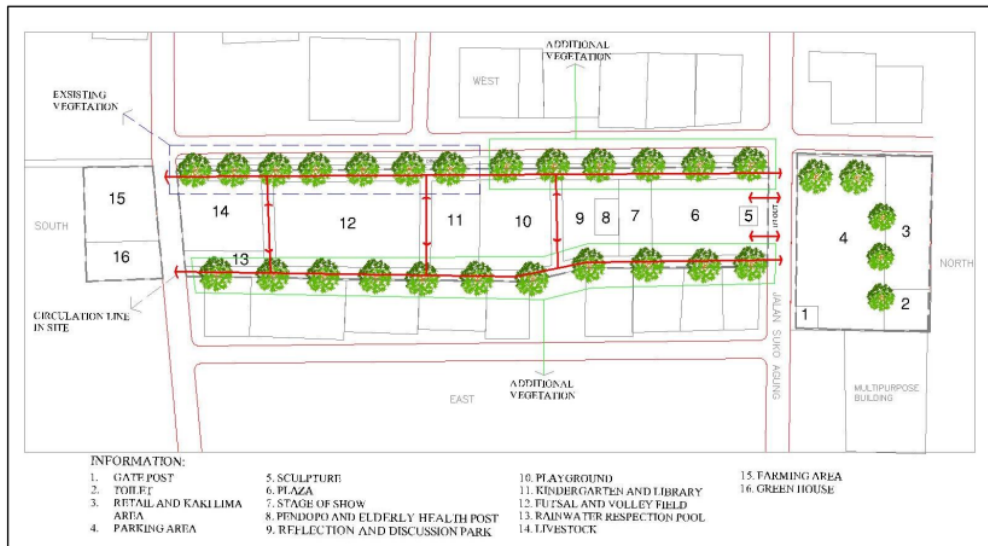 ADDITIONAL
VEGETATION
WEST
EXSISTING
VEGETATION
15
SOUTH
16
14
13
12
11
10
9
8
7
6
5
IN OUT
4
3
NORTH
2
1
CIRCULATION LINE
IN SITE
JALAN SUKO AGUNG
ADDITIONAL
VEGETATION
EAST
MULTIPURPOSE
BUILDING
INFORMATION:
1. GATE POST
2. TOILET
3. RETAIL AND KAKI LIMA
AREA
4. PARKING AREA
5. SCULPTURE
6. PLAZA
7. STAGE OF SHOW
8. PENDOPO AND ELDERLY HEALTH POST
9. REFLECTION AND DISCUSSION PARK
10. PLAYGROUND
11. KINDERGARTEN AND LIBRARY
12. FUTSAL AND VOLLEY FIELD
13. RAINWATER RESPECTION POOL
14. LIVESTOCK
15. FARMING AREA
16. GREEN HOUSE